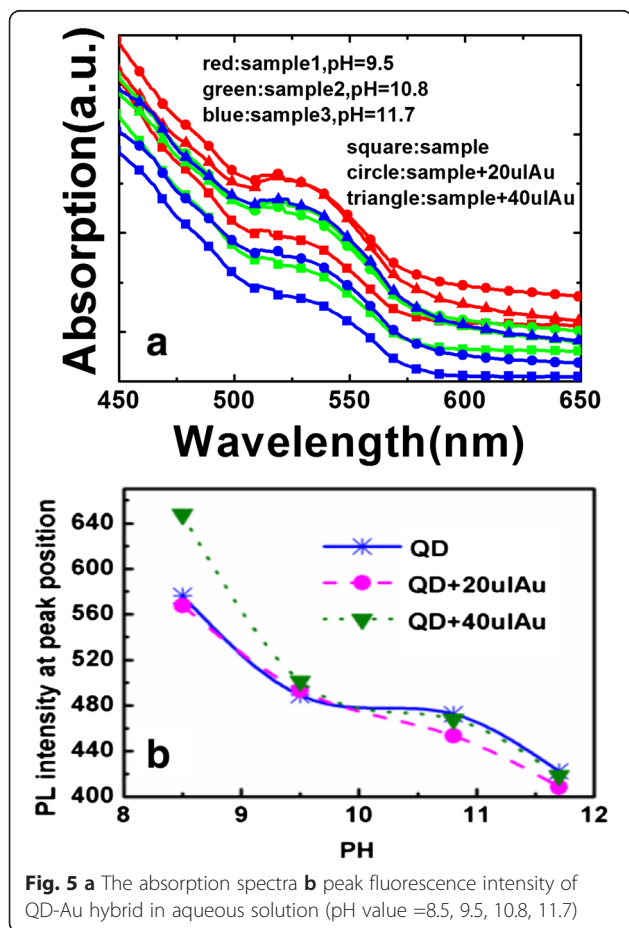 Absorption(a.u.)
red:sample1,pH=9.5
green:sample2,pH=10.8
blue:sample3,pH=11.7
square:sample
circle:sample+20ulAu
triangle:sample+40ulAu
a
450 500 550 600 650
Wavelength(nm)
PL intensity at peak position
640
600
560
520
480
440
400
QD
QD+20ulAu
QD+40ulAu
b
8 9 10 11 12
PH
Fig. 5 a The absorption spectra b peak fluorescence intensity of
QD-Au hybrid in aqueous solution (pH value =8.5, 9.5, 10.8, 11.7)